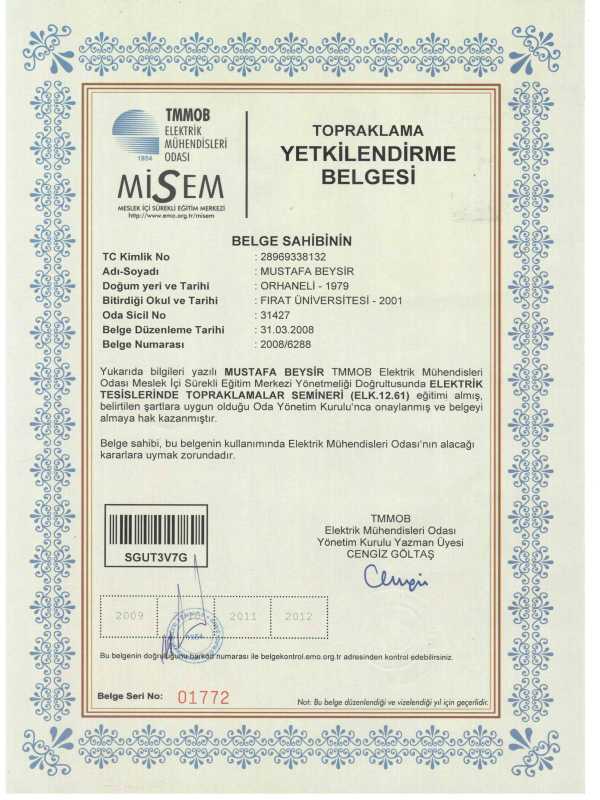 TMMOB
ELEKTRİK
MÜHENDİSLERİ
ODASI
1954
MİSEM
MESLEK İÇİ SÜREKLİ EĞİTİM MERKEZİ
http://www.emo.org.tr/misem
TOPRAKLAMA
YETKİLENDİRME
BELGESİ
BELGE SAHİBİNİN
TC Kimlik No : 28969338132
Adı-Soyadı : MUSTAFA BEYSİR
Doğum yeri ve Tarihi : ORHANELİ - 1979
Bitirdiği Okul ve Tarihi : FIRAT ÜNİVERSİTESİ - 2001
Oda Sicil No : 31427
Belge Düzenleme Tarihi : 31.03.2008
Belge Numarası : 2008/6288
Yukarıda bilgileri yazılı MUSTAFA BEYSİR TMMOB Elektrik Mühendisleri
Odası Meslek İçi Sürekli Eğitim Merkezi Yönetmeliği Doğrultusunda ELEKTRİK
TESİSLERİNDE TOPRAKLAMALAR SEMİNERİ (ELK.12.61) eğitimi almış,
belirtilen şartlara uygun olduğu Oda Yönetim Kurulu'nca onaylanmış ve belgeyi
almaya hak kazanmıştır.
Belge sahibi, bu belgenin kullanımında Elektrik Mühendisleri Odası'nın alacağı
kararlara uymak zorundadır.
SGUT3V7G
TMMOB
Elektrik Mühendisleri Odası
Yönetim Kurulu Yazman Üyesi
CENGİZ GÖLTAŞ
Cengiz
2009 2011 2012
1954
Bu belgenin doğruluğunu barkod numarası ile belgekontrol.emo.org.tr adresinden kontrol edebilirsiniz.
Belge Seri No: 01772
Not: Bu belge düzenlendiği ve vizelendiği yıl için geçerlidir.